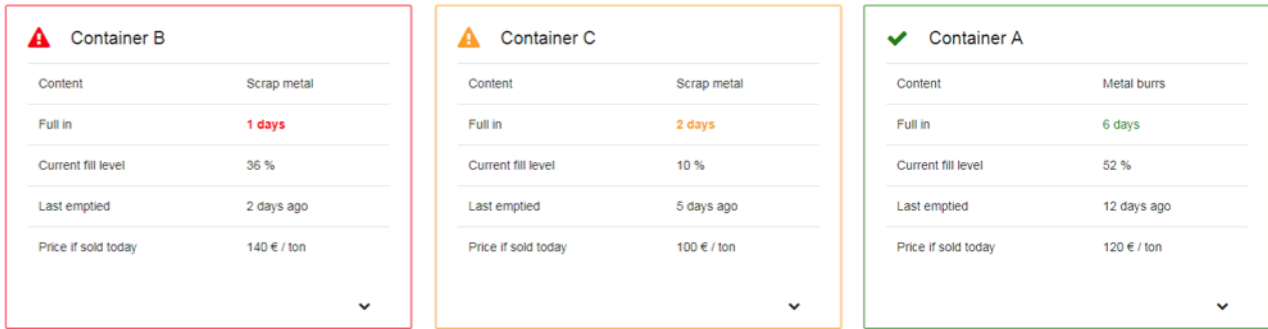 Container B
Content Scrap metal
Full in 1 days
Current fill level 36 %
Last emptied 2 days ago
Price if sold today 140 € / ton
Container C
Content Scrap metal
Full in 2 days
Current fill level 10 %
Last emptied 5 days ago
Price if sold today 100 € / ton
Container A
Content Metal burrs
Full in 6 days
Current fill level 52 %
Last emptied 12 days ago
Price if sold today 120 € / ton